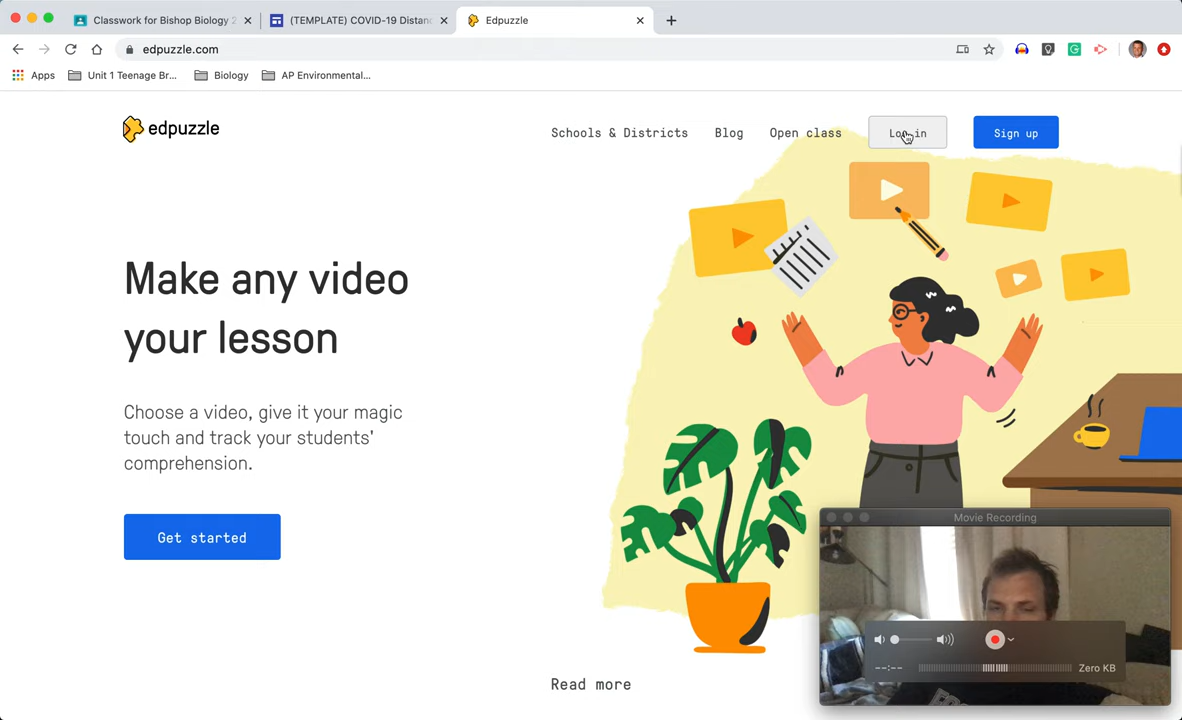 Classwork for Bishop Biology 2
(TEMPLATE) COVID-19 Distanc
Edpuzzle
edpuzzle.com
Apps
Unit 1 Teenage Br...
Biology
AP Environmental...
edpuzzle
Schools & Districts
Blog
Open class
Log in
Sign up
Make any video
your lesson
Choose a video, give it your magic
touch and track your students'
comprehension.
Get started
Read more
Movie Recording
--:--
Zero KB